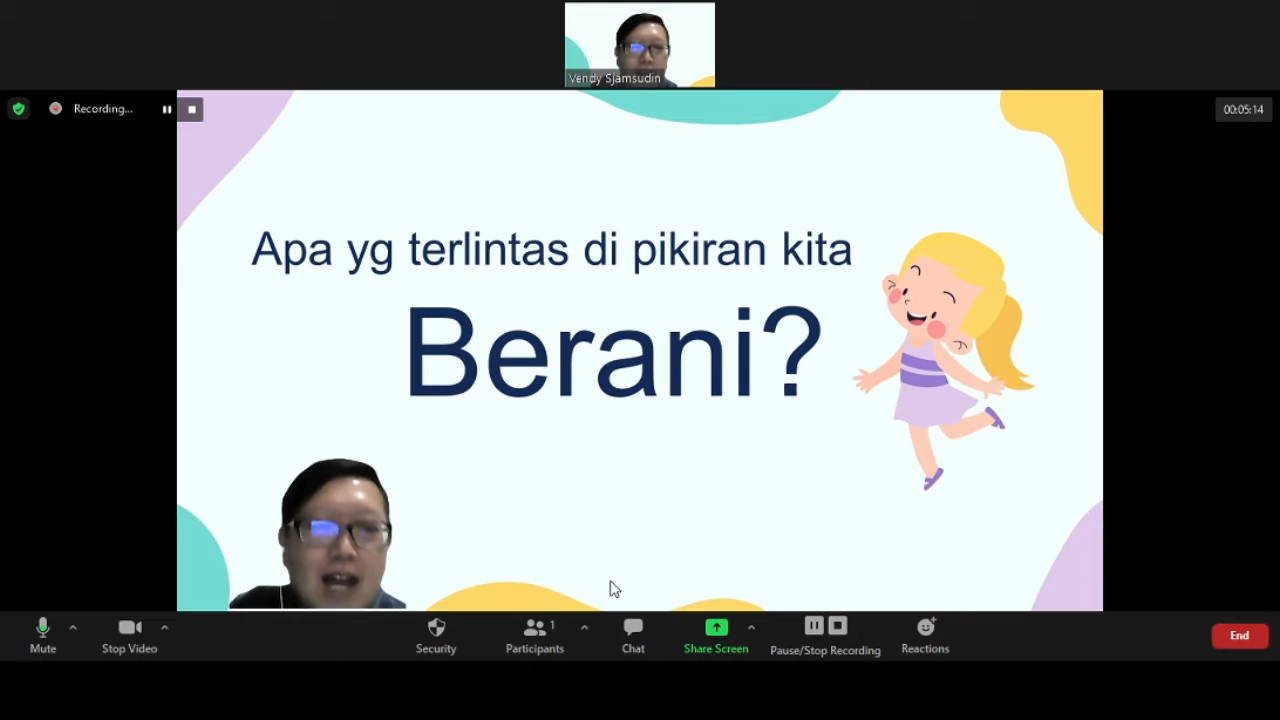 Vendy Sjamsudin
Recording...
00:05:14
Apa yg terlintas di pikiran kita
Berani?
Mute
Stop Video
Security
Participants
1
Chat
Share Screen
Pause/Stop Recording
Reactions
End